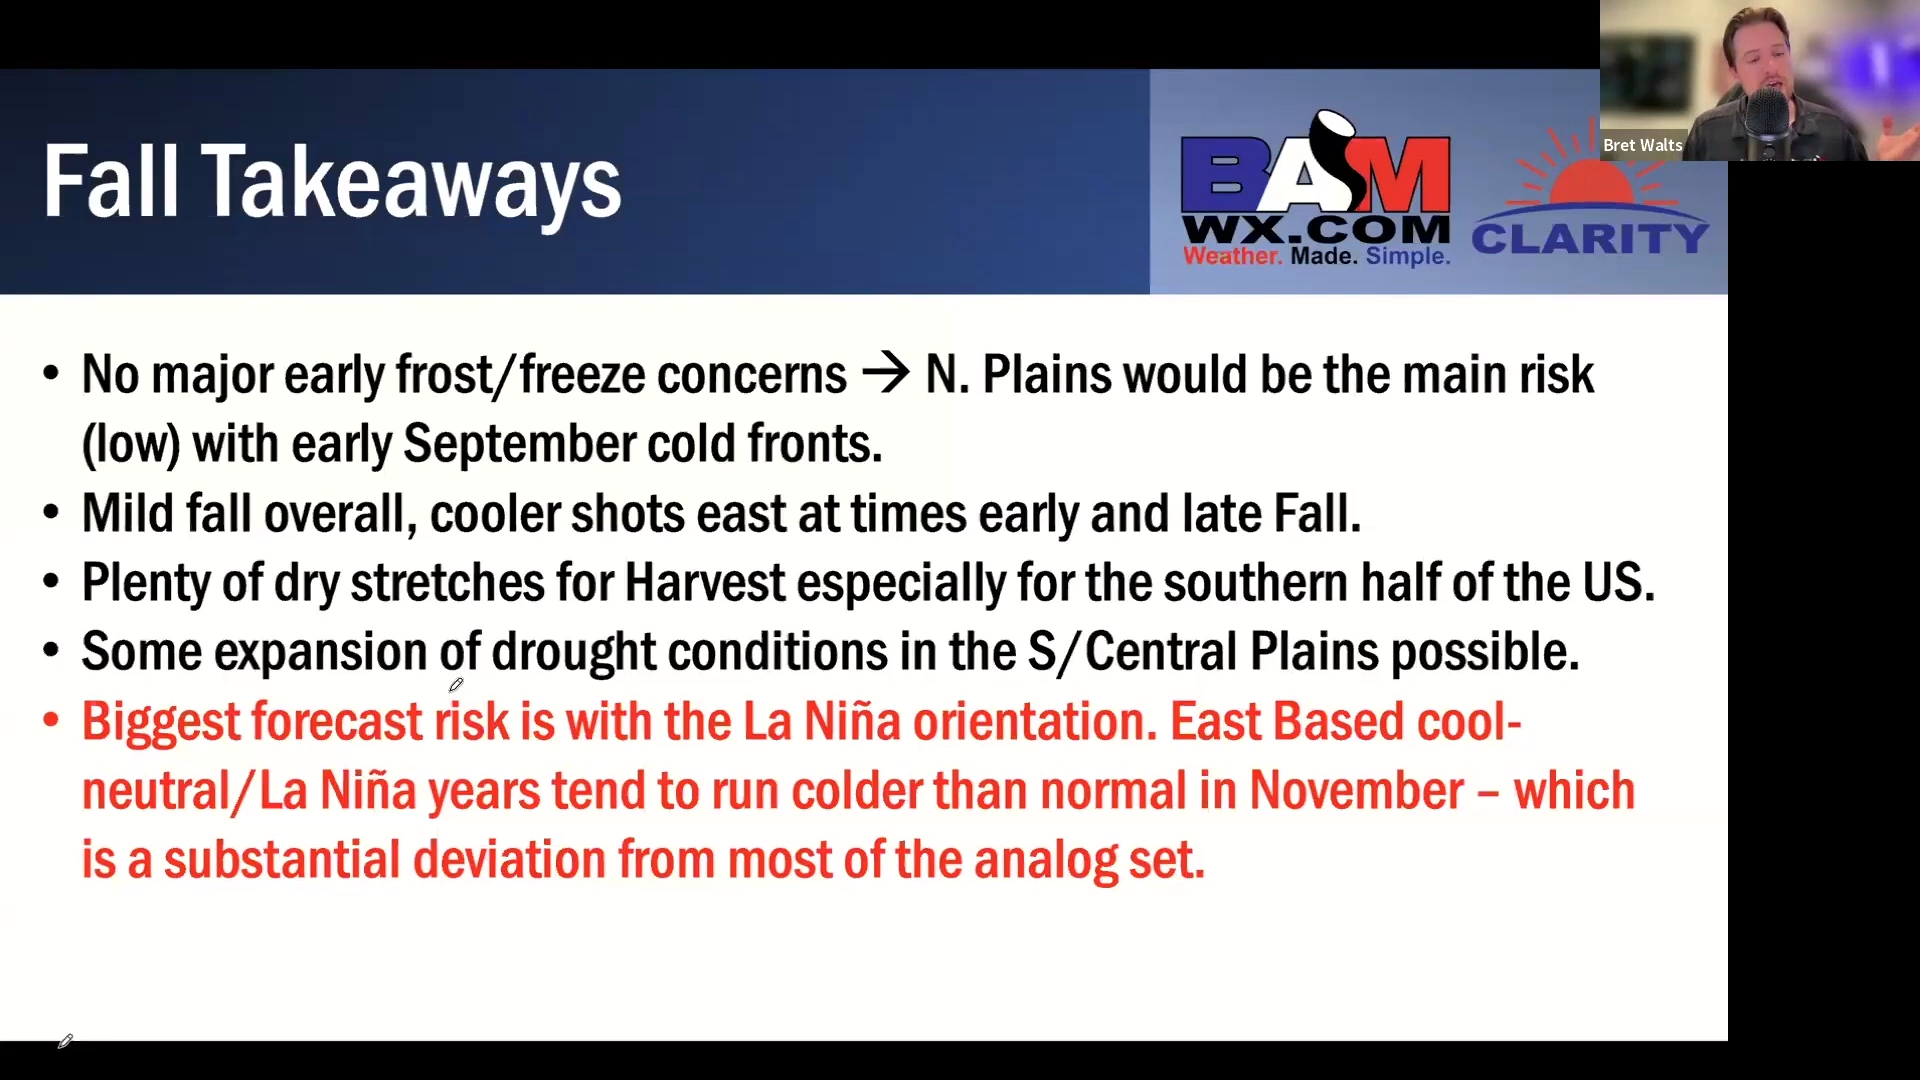 Bret Walts
Fall Takeaways
BAM
WX.COM
Weather. Made. Simple.
CLARITY
• No major early frost/freeze concerns → N. Plains would be the main risk
(low) with early September cold fronts.
• Mild fall overall, cooler shots east at times early and late Fall.
• Plenty of dry stretches for Harvest especially for the southern half of the US.
• Some expansion of drought conditions in the S/Central Plains possible.
• Biggest forecast risk is with the La Niña orientation. East Based cool-
neutral/La Niña years tend to run colder than normal in November – which
is a substantial deviation from most of the analog set.